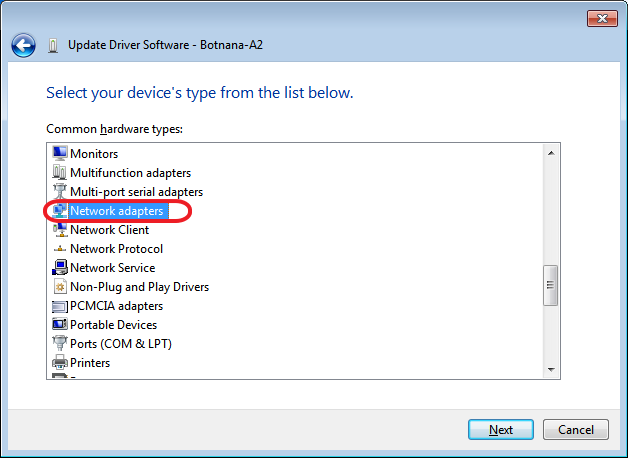 Update Driver Software - Botnana-A2
Select your device's type from the list below.
Common hardware types:
Monitors
Multifunction adapters
Multi-port serial adapters
Network adapters
Network Client
Network Protocol
Network Service
Non-Plug and Play Drivers
PCMCIA adapters
Portable Devices
Ports (COM & LPT)
Printers
Next
Cancel